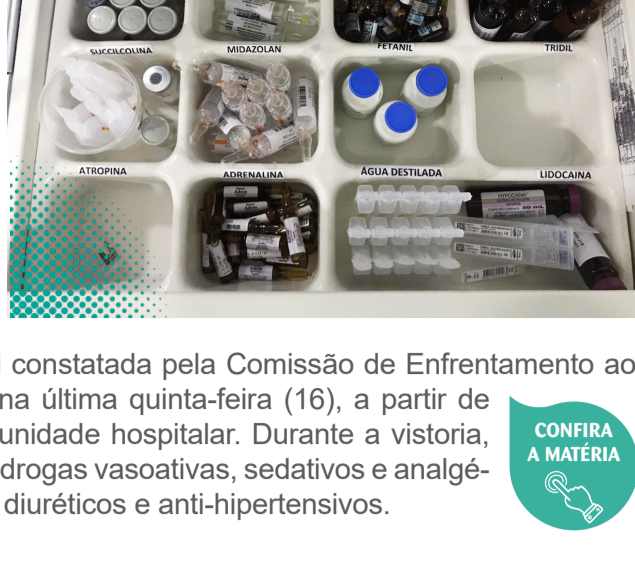 SUCCILCOLINA MIDAZOLAN FETANIL TRIDIL
ATROPINA ADRENALINA ÁGUA DESTILADA LIDOCAINA
HYPOCAINA
i constatada pela Comissão de Enfrentamento ao
na última quinta-feira (16), a partir de
unidade hospitalar. Durante a vistoria,
drogas vasoativas, sedativos e analgé-
diuréticos e anti-hipertensivos.
CONFIRA
A MATÉRIA